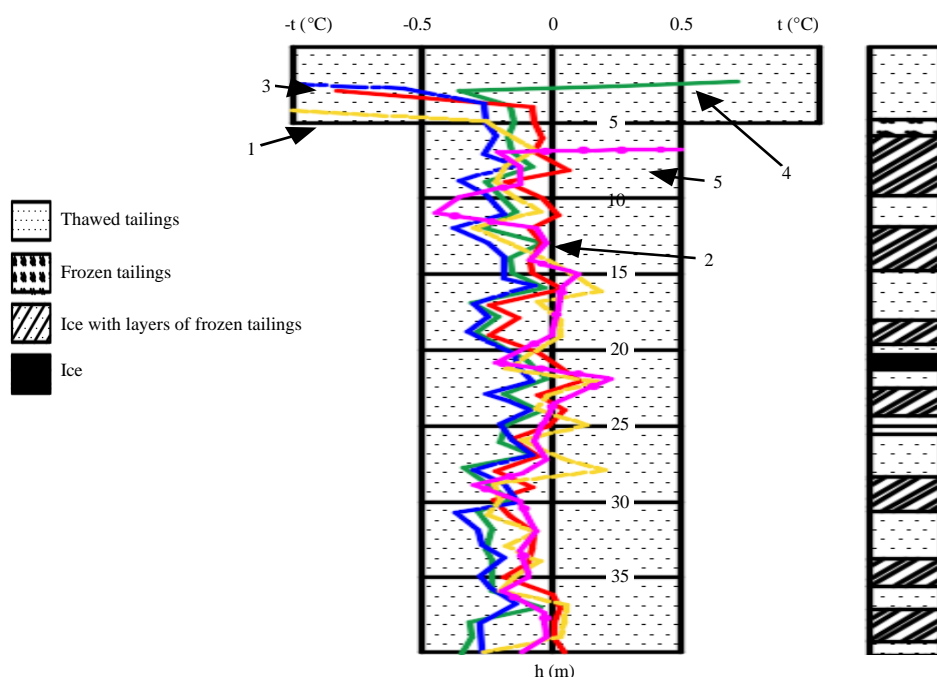 -t (°C) -0.5 0 0.5 t (°C)
3
1
5
4
5
10
2
15
20
25
30
35
h (m)
Thawed tailings
Frozen tailings
Ice with layers of frozen tailings
Ice